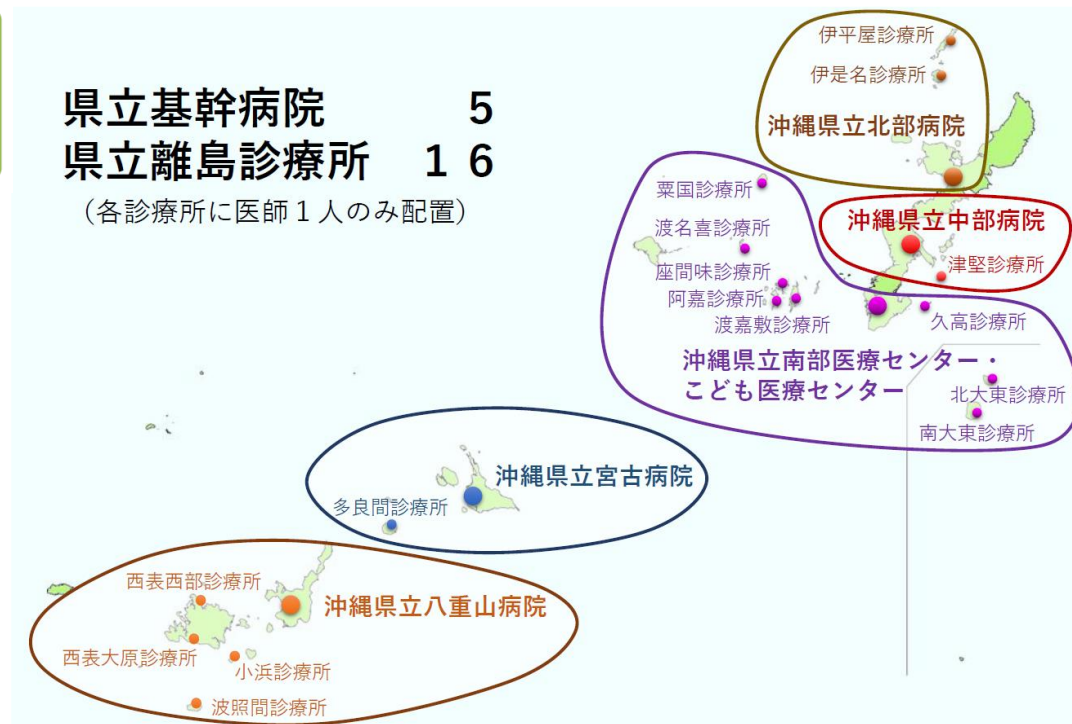 県立基幹病院 5
県立離島診療所 16
（各診療所に医師１人のみ配置）
伊平屋診療所
伊是名診療所
沖縄県立北部病院
粟国診療所
渡名喜診療所
座間味診療所
阿嘉診療所
渡嘉敷診療所
沖縄県立中部病院
津堅診療所
久高診療所
沖縄県立南部医療センター・
こども医療センター
北大東診療所
南大東診療所
沖縄県立宮古病院
多良間診療所
西表西部診療所
沖縄県立八重山病院
西表大原診療所
小浜診療所
波照間診療所